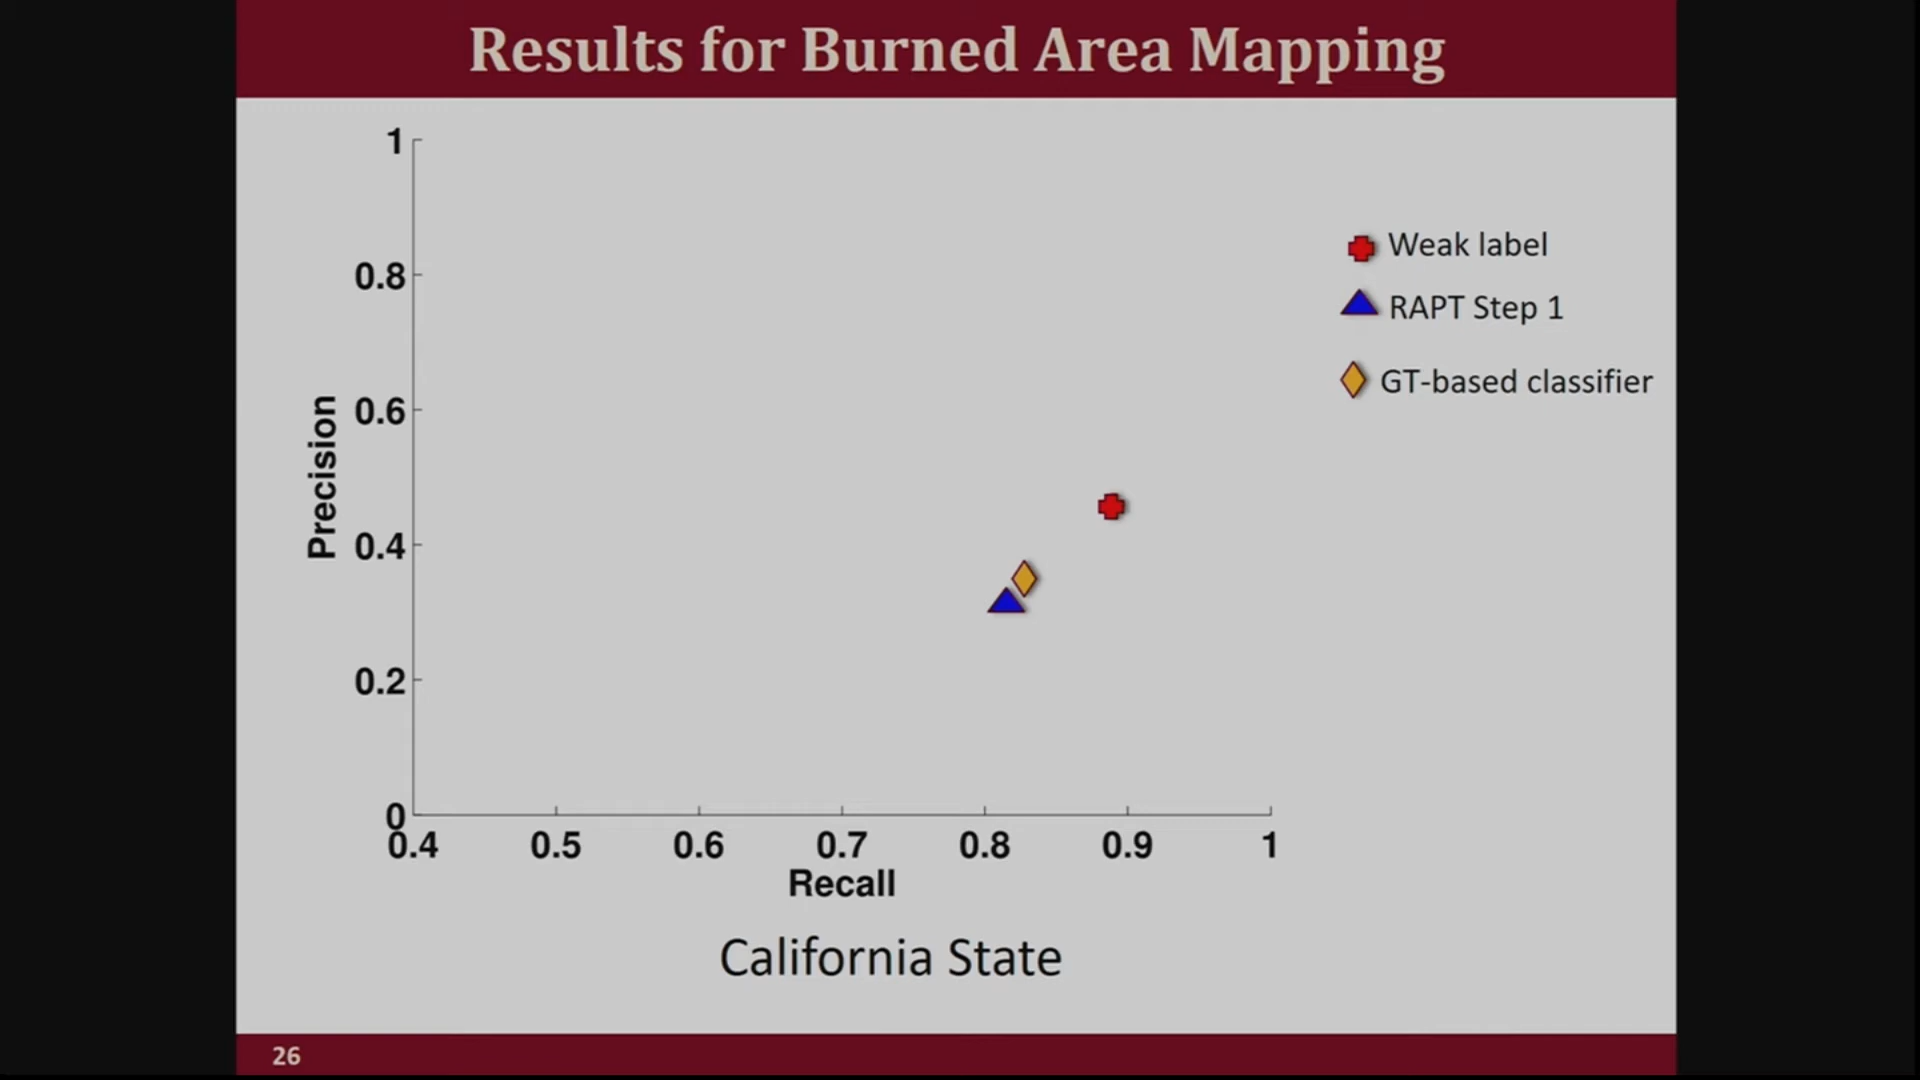 Results for Burned Area Mapping
1
0.8
0.6
0.4
0.2
0
Precision
0.4 0.5 0.6 0.7 0.8 0.9 1
Recall
Weak label
RAPT Step 1
GT-based classifier
California State
26